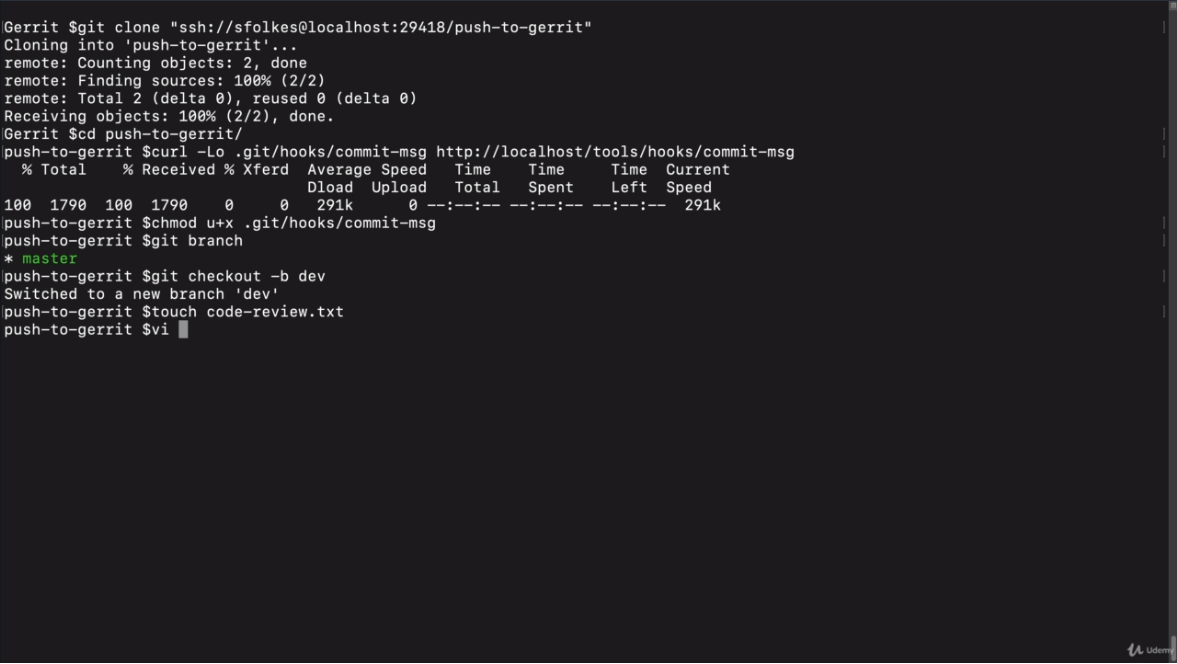 Gerrit $git clone "ssh://sfolkes@localhost:29418/push-to-gerrit"
Cloning into 'push-to-gerrit'...
remote: Counting objects: 2, done
remote: Finding sources: 100% (2/2)
remote: Total 2 (delta 0), reused 0 (delta 0)
Receiving objects: 100% (2/2), done.
Gerrit $cd push-to-gerrit/
push-to-gerrit $curl -Lo .git/hooks/commit-msg http://localhost/tools/hooks/commit-msg
% Total % Received % Xferd Average Speed Time Time Time Current
Dload Upload Total Spent Left Speed
100 1790 100 1790 0 0 291k 0 --:--:-- --:--:-- --:--:-- 291k
push-to-gerrit $chmod u+x .git/hooks/commit-msg
push-to-gerrit $git branch
* master
push-to-gerrit $git checkout -b dev
Switched to a new branch 'dev'
push-to-gerrit $touch code-review.txt
push-to-gerrit $vi
Udemy